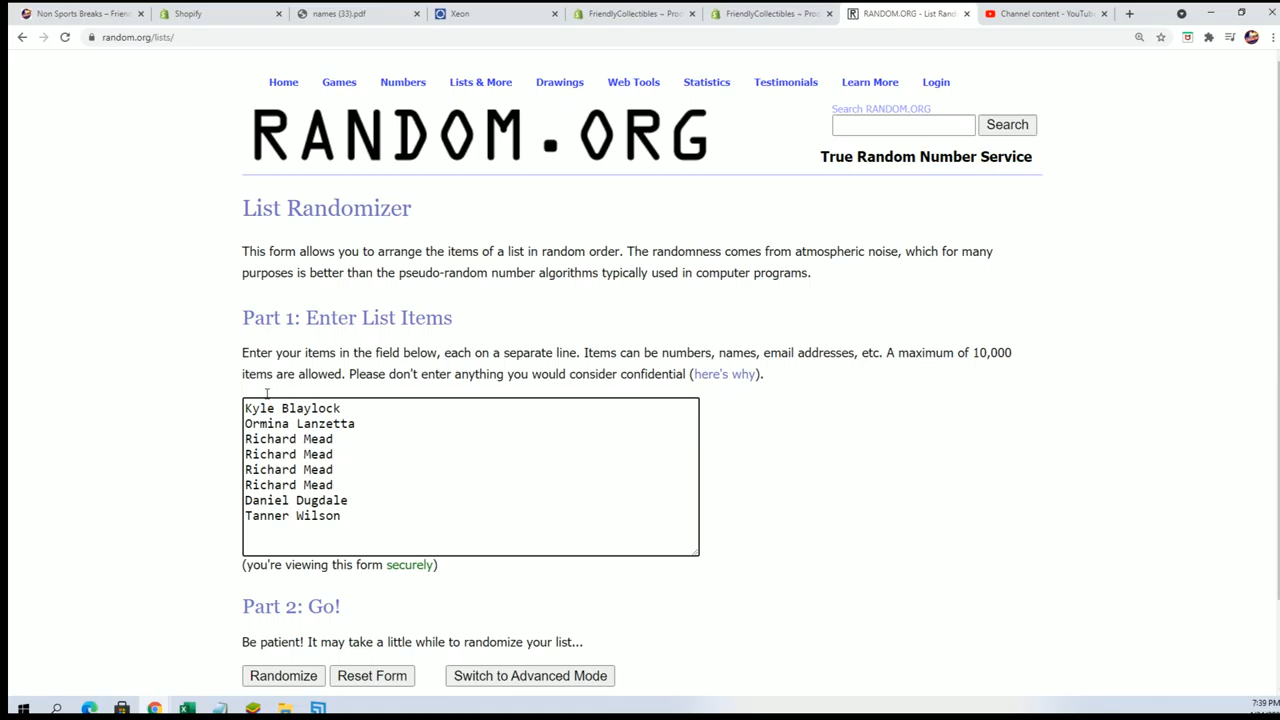 Non Sports Breaks – Frien
Shopify
names (33).pdf
Xeon
FriendlyCollectibles ~ Pro
FriendlyCollectibles ~ Pro
RANDOM.ORG - List Rand
Channel content - YouTub
random.org/lists/
Home Games Numbers Lists & More Drawings Web Tools Statistics Testimonials Learn More Login
RANDOM.ORG
Search RANDOM.ORG
Search
True Random Number Service
List Randomizer
This form allows you to arrange the items of a list in random order. The randomness comes from atmospheric noise, which for many
purposes is better than the pseudo-random number algorithms typically used in computer programs.
Part 1: Enter List Items
Enter your items in the field below, each on a separate line. Items can be numbers, names, email addresses, etc. A maximum of 10,000
items are allowed. Please don't enter anything you would consider confidential (here's why).
Kyle Blaylock
Ormina Lanzetta
Richard Mead
Richard Mead
Richard Mead
Richard Mead
Daniel Dugdale
Tanner Wilson
(you're viewing this form securely)
Part 2: Go!
Be patient! It may take a little while to randomize your list...
Randomize Reset Form Switch to Advanced Mode
7:39 PM